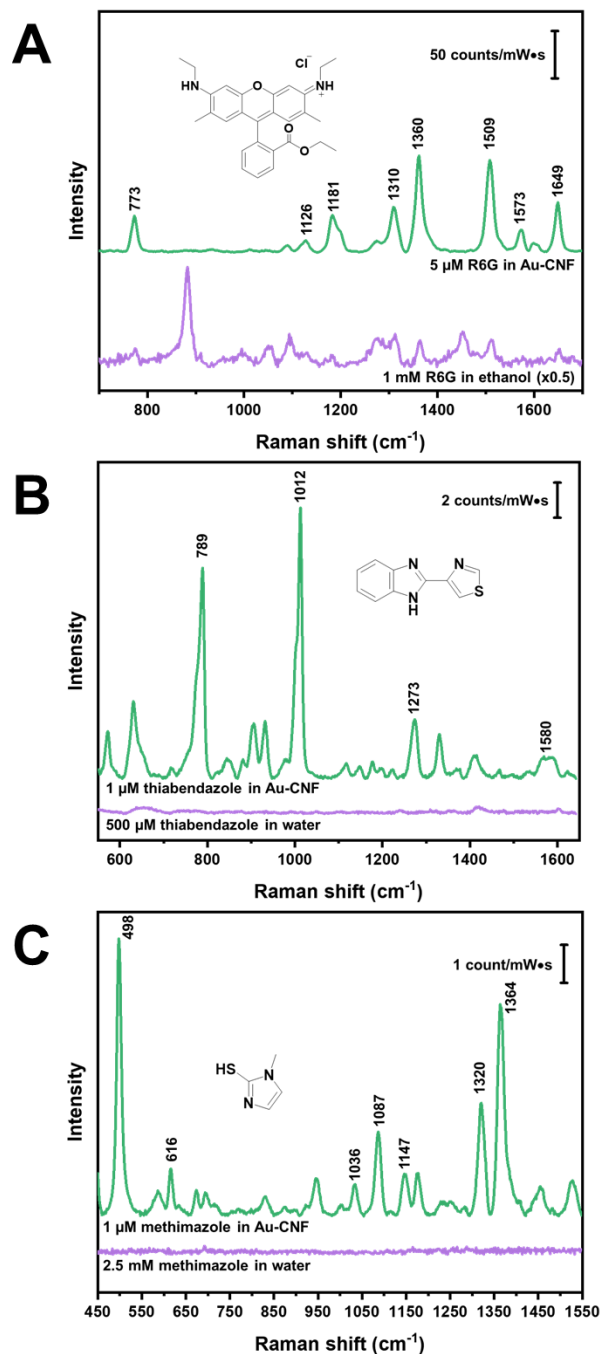 A
Cl⁻
50 counts/mW•s
HN
O
NH
+
O
O
773
1126
1181
1310
1360
1509
1573
1649
5 µM R6G in Au-CNF
1 mM R6G in ethanol (x0.5)
Intensity
800 1000 1200 1400 1600
Raman shift (cm⁻¹)
B
2 counts/mW•s
789
1012
N
N
H
N
S
1273
1580
1 µM thiabendazole in Au-CNF
500 µM thiabendazole in water
Intensity
600 800 1000 1200 1400 1600
Raman shift (cm⁻¹)
C
498
1 count/mW•s
1364
HS
N
N
1320
616
1036
1087
1147
1 µM methimazole in Au-CNF
2.5 mM methimazole in water
Intensity
450 550 650 750 850 950 1050 1150 1250 1350 1450 1550
Raman shift (cm⁻¹)